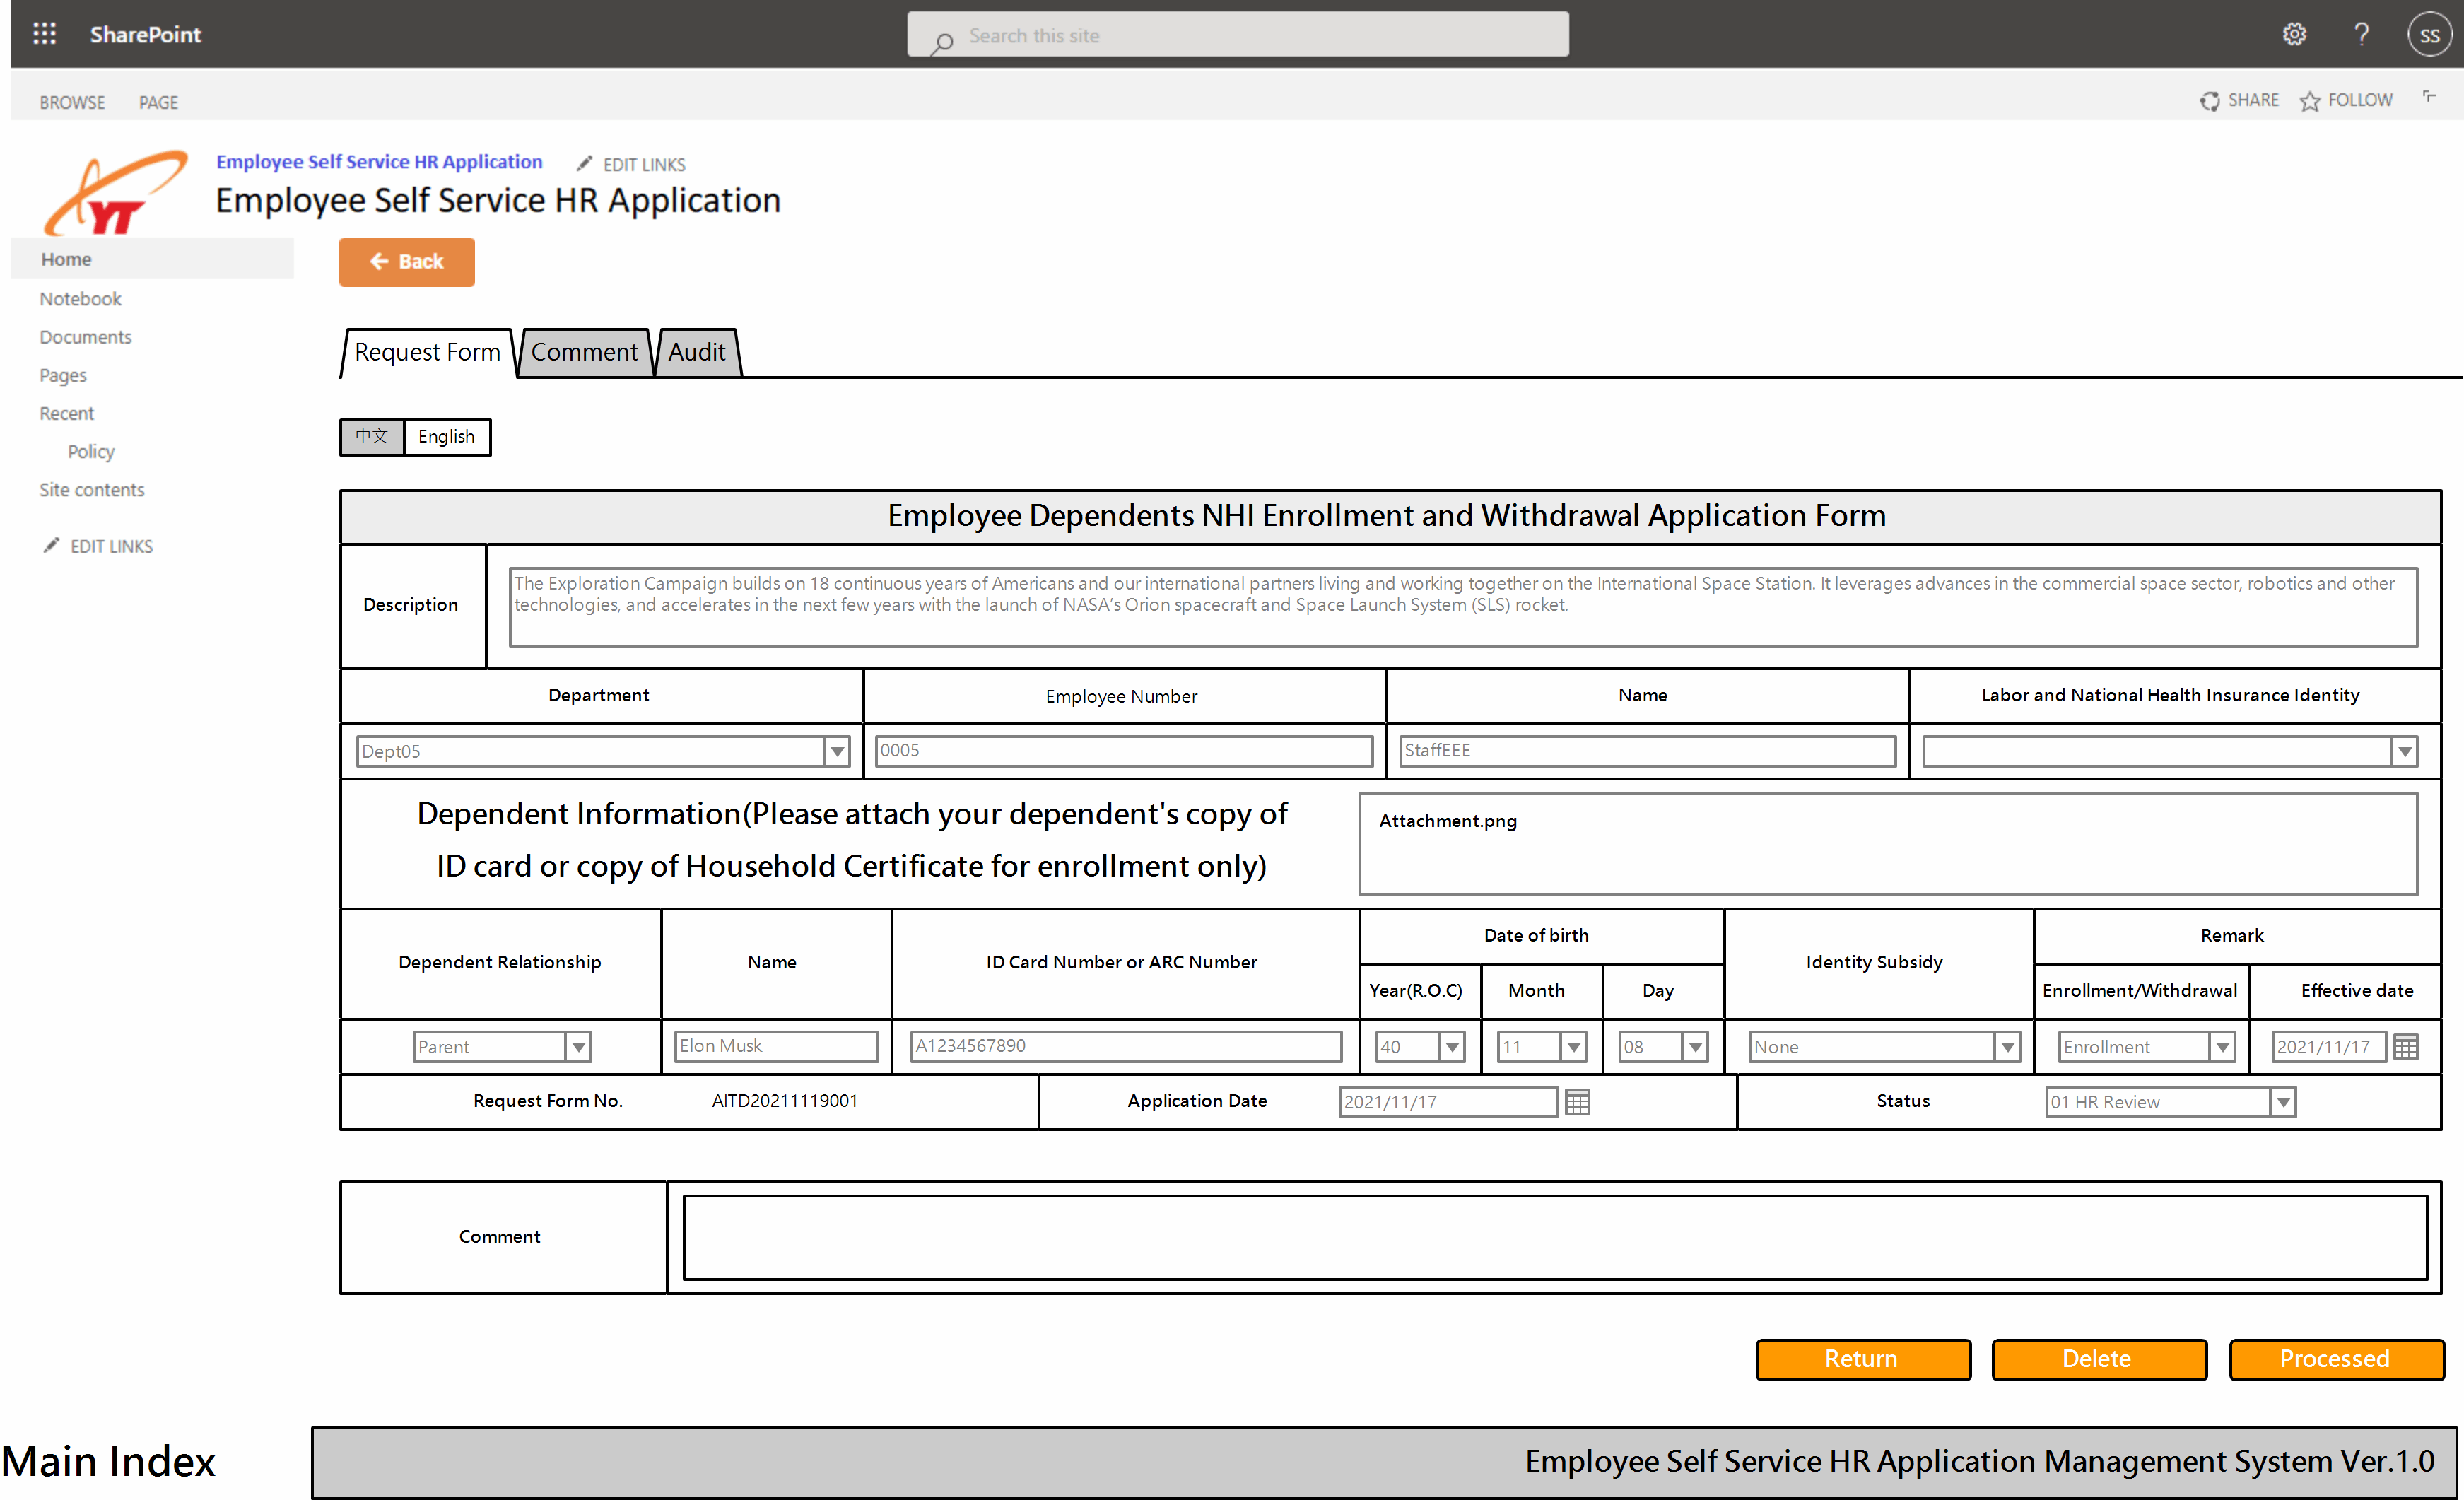 SharePoint
Search this site
?
SS
BROWSE PAGE
SHARE FOLLOW
YT
Employee Self Service HR Application EDIT LINKS
Employee Self Service HR Application
Home
Notebook
Documents
Pages
Recent
Policy
Site contents
EDIT LINKS
Back
Request Form Comment Audit
中文 English
Employee Dependents NHI Enrollment and Withdrawal Application Form
Description
The Exploration Campaign builds on 18 continuous years of Americans and our international partners living and working together on the International Space Station. It leverages advances in the commercial space sector, robotics and other
technologies, and accelerates in the next few years with the launch of NASA’s Orion spacecraft and Space Launch System (SLS) rocket.
Department Employee Number Name Labor and National Health Insurance Identity
Dept05 0005 StaffEEE
Dependent Information(Please attach your dependent's copy of
ID card or copy of Household Certificate for enrollment only)
Attachment.png
Dependent Relationship Name ID Card Number or ARC Number Date of birth Identity Subsidy Remark
Year(R.O.C) Month Day Enrollment/Withdrawal Effective date
Parent Elon Musk A1234567890 40 11 08 None Enrollment 2021/11/17
Request Form No. AITD20211119001 Application Date 2021/11/17 Status 01 HR Review
Comment
Return Delete Processed
Main Index
Employee Self Service HR Application Management System Ver.1.0